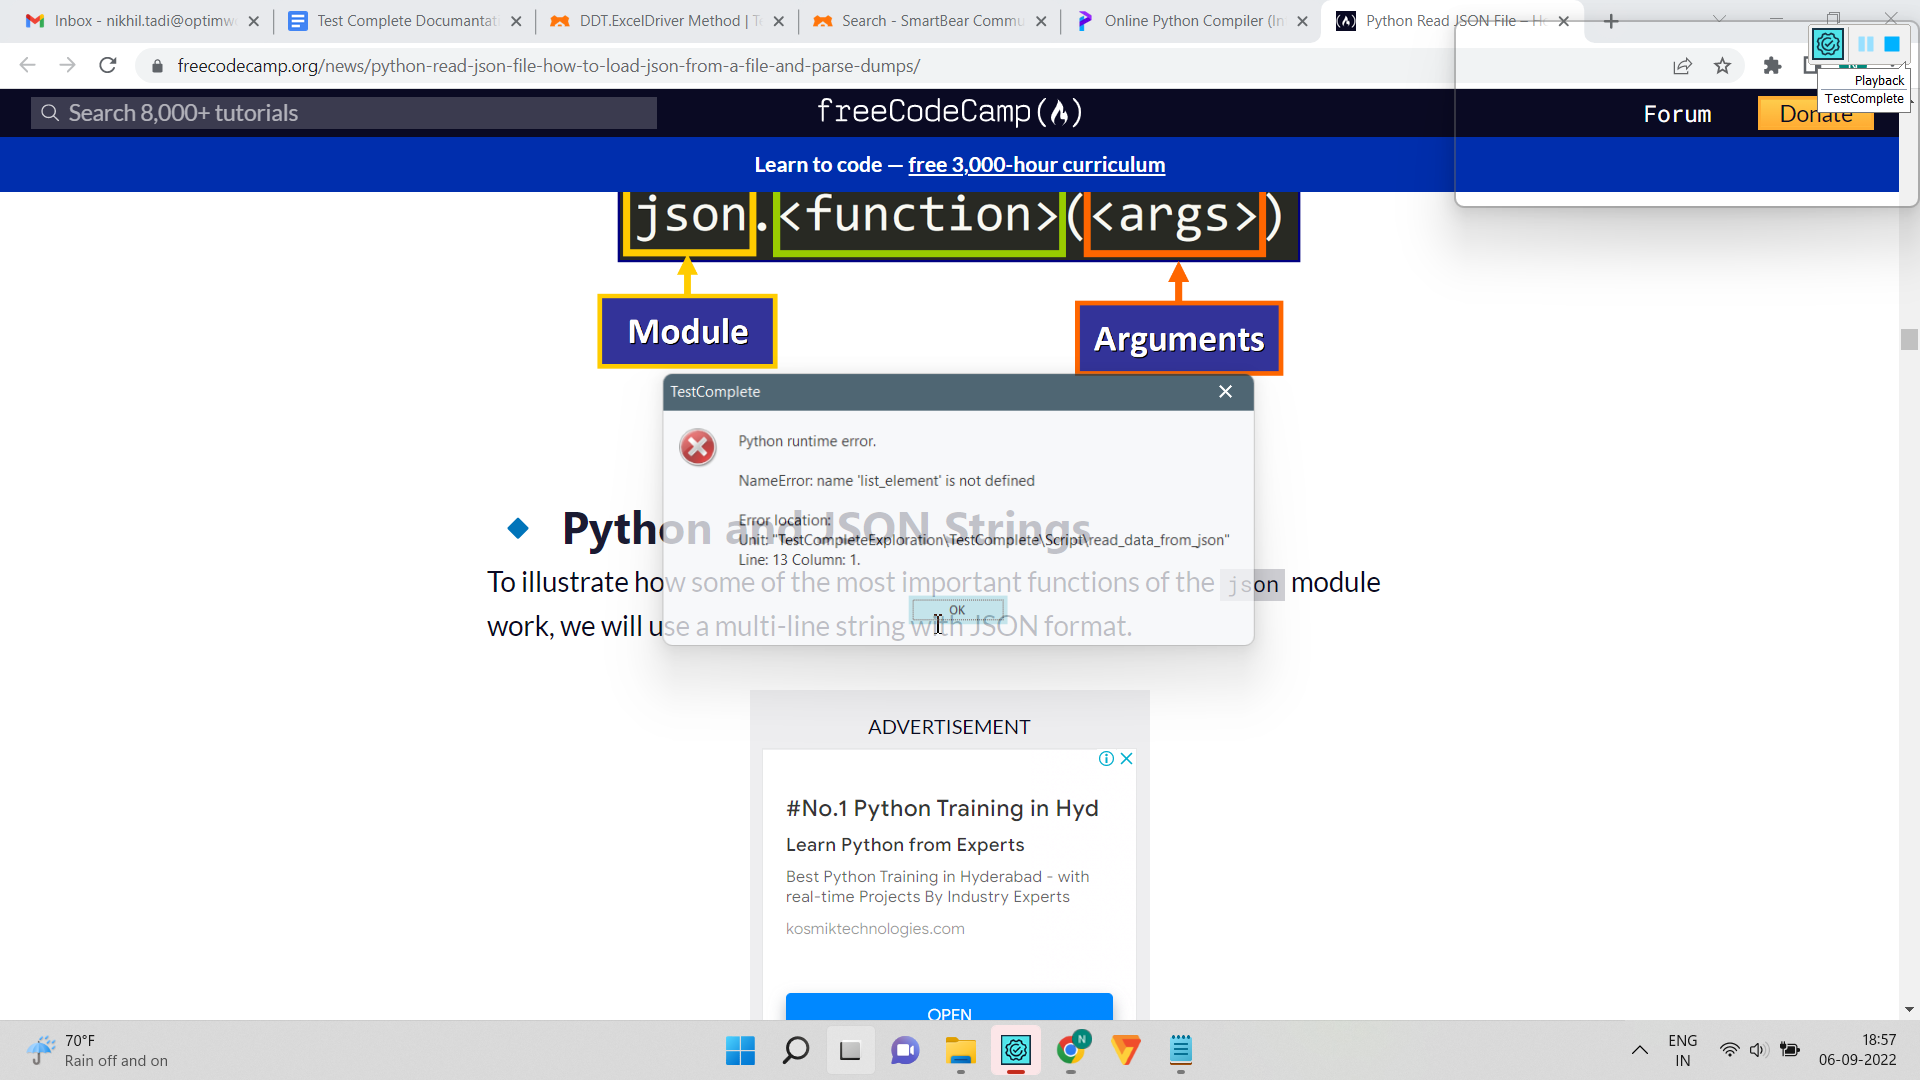 Inbox - nikhil.tadi@optimw
Test Complete Documantat
DDT.ExcelDriver Method | T
Search - SmartBear Commu
Online Python Compiler (In
Python Read JSON File – H
freecodecamp.org/news/python-read-json-file-how-to-load-json-from-a-file-and-parse-dumps/
Playback
TestComplete
Search 8,000+ tutorials
freeCodeCamp
Forum
Donate
Learn to code — free 3,000-hour curriculum
json.<function>(<args>)
Module
Arguments
TestComplete
Python runtime error.
NameError: name 'list_element' is not defined
Error location:
Unit: "TestCompleteExploration\TestComplete\Script\read_data_from_json"
Line: 13 Column: 1.
OK
Python and JSON Strings
To illustrate how some of the most important functions of the json module
work, we will use a multi-line string with JSON format.
ADVERTISEMENT
#No.1 Python Training in Hyd
Learn Python from Experts
Best Python Training in Hyderabad - with
real-time Projects By Industry Experts
kosmiktechnologies.com
OPEN
70°F
Rain off and on
N
ENG
IN
18:57
06-09-2022